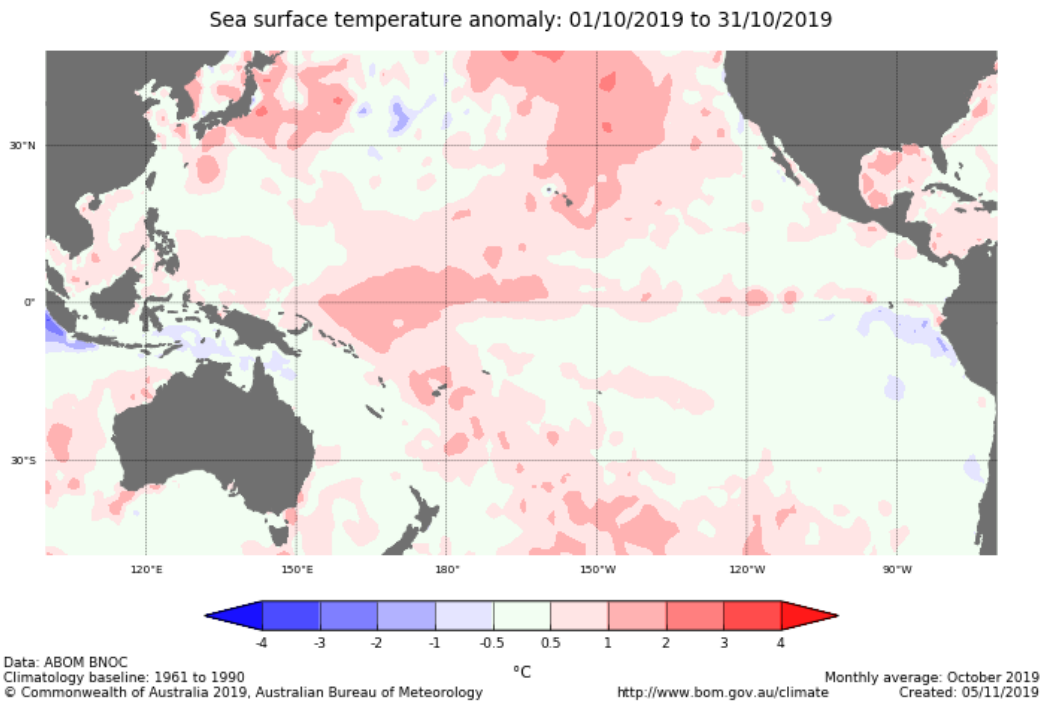 Sea surface temperature anomaly: 01/10/2019 to 31/10/2019
30°N
0°
30°S
120°E 150°E 180° 150°W 120°W 90°W
-4 -3 -2 -1 -0.5 0.5 1 2 3 4
°C
Data: ABOM BNOC
Climatology baseline: 1961 to 1990
© Commonwealth of Australia 2019, Australian Bureau of Meteorology
http://www.bom.gov.au/climate
Monthly average: October 2019
Created: 05/11/2019